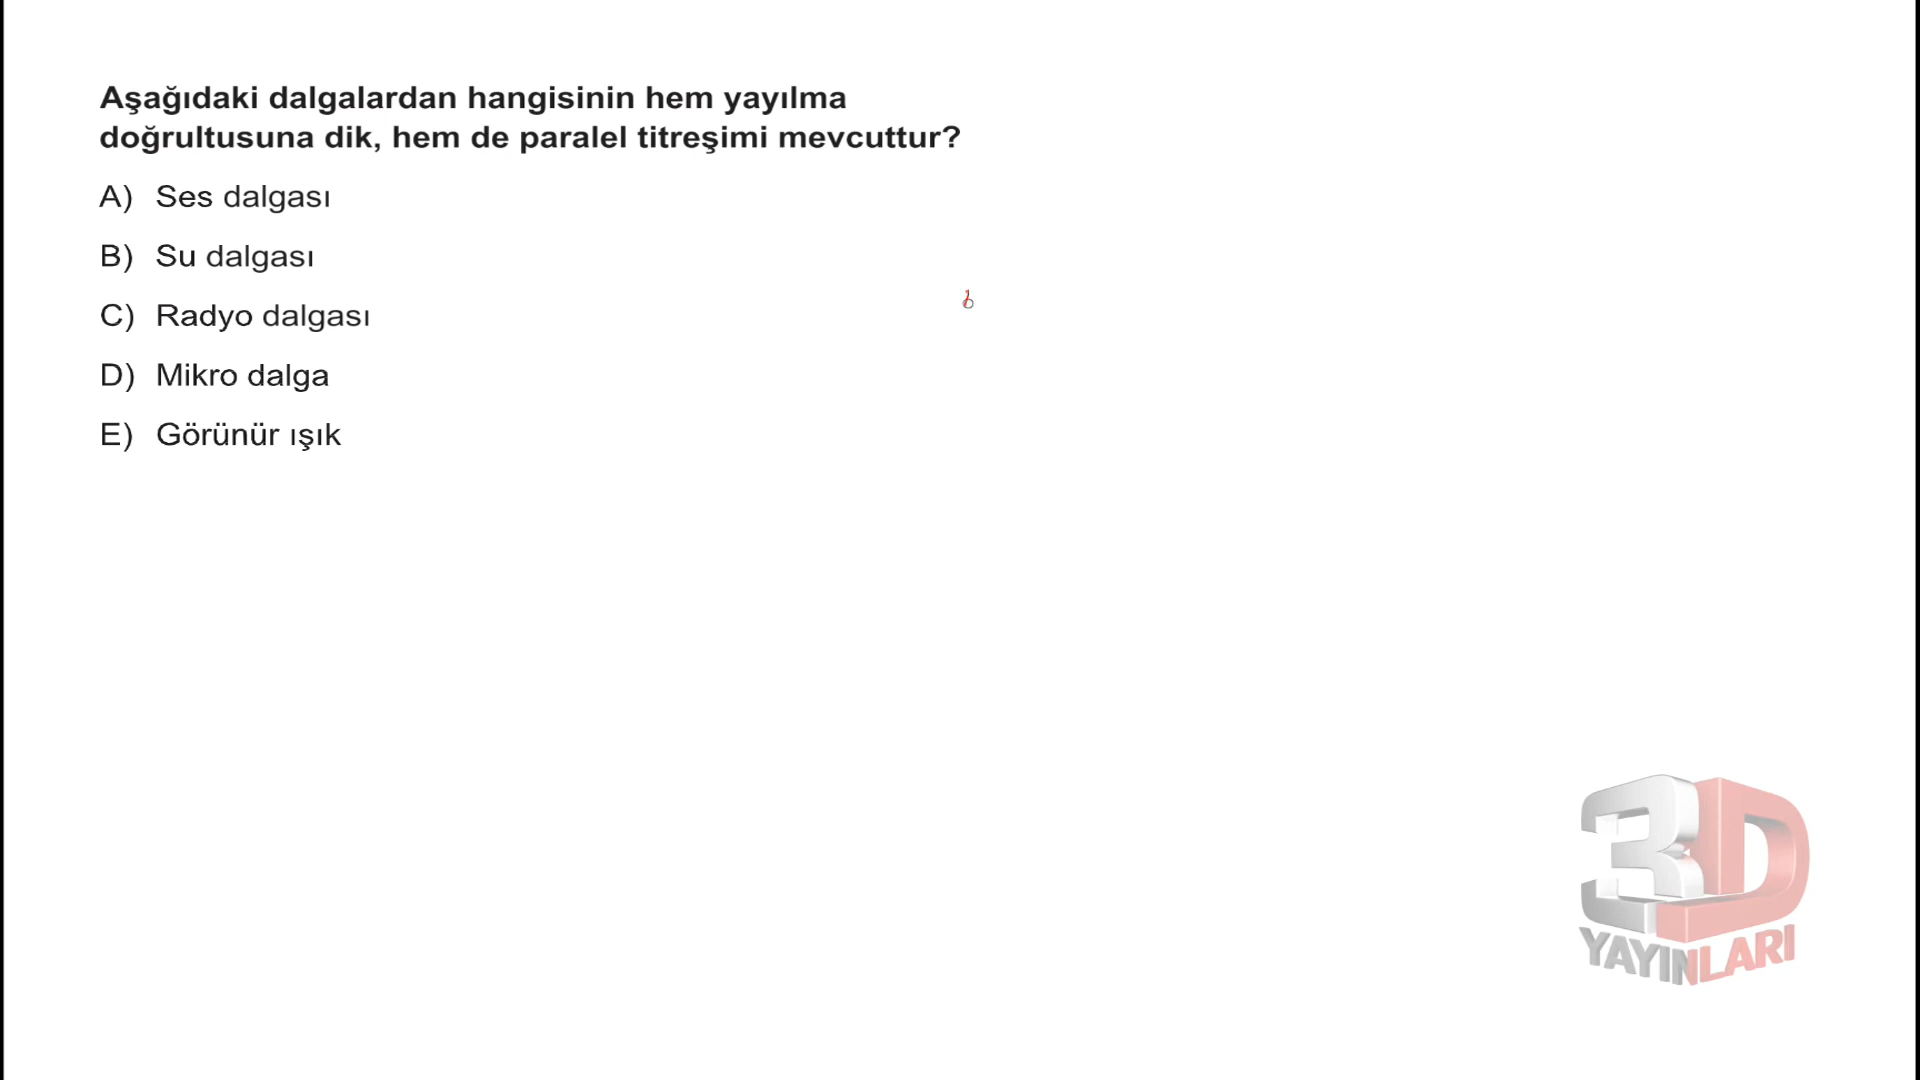 Aşağıdaki dalgalardan hangisinin hem yayılma
doğrultusuna dik, hem de paralel titreşimi mevcuttur?
A) Ses dalgası
B) Su dalgası
C) Radyo dalgası
D) Mikro dalga
E) Görünür ışık
3D
YAYINLARI